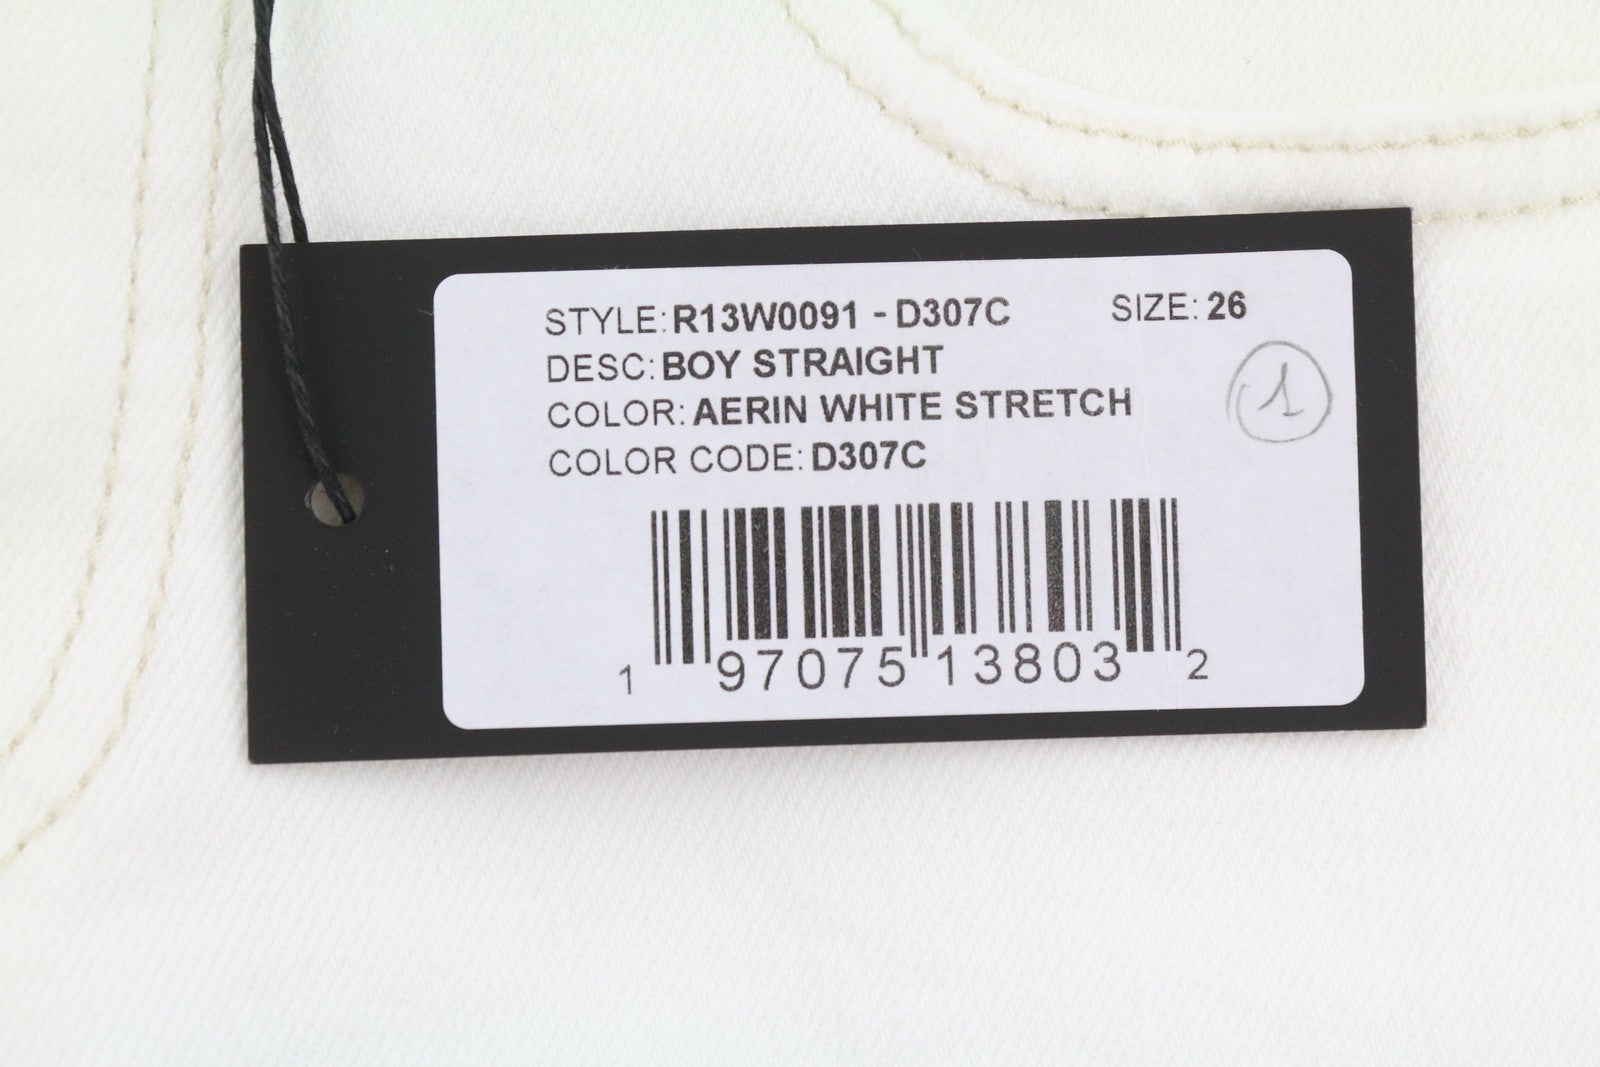 STYLE: R13W0091 - D307C SIZE: 26
DESC: BOY STRAIGHT
COLOR: AERIN WHITE STRETCH
1
COLOR CODE: D307C
1 97075 13803 2